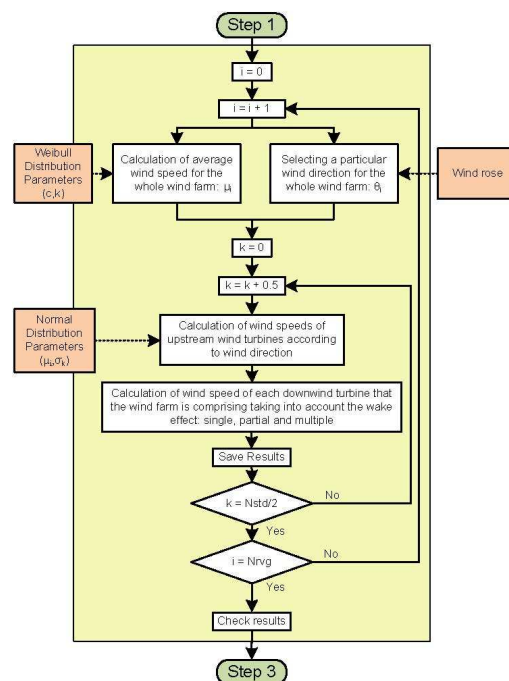 Step 1
i = 0
i = i + 1
Weibull
Distribution
Parameters
(c,k)
Calculation of average
wind speed for the
whole wind farm: μi
Selecting a particular
wind direction for the
whole wind farm: θi
Wind rose
k = 0
k = k + 0.5
Normal
Distribution
Parameters
(μi,σk)
Calculation of wind speeds of
upstream wind turbines according
to wind direction
Calculation of wind speed of each downwind turbine that
the wind farm is comprising taking into account the wake
effect: single, partial and multiple
Save Results
k = Nstd/2
No
Yes
i = Nrvg
No
Yes
Check results
Step 3